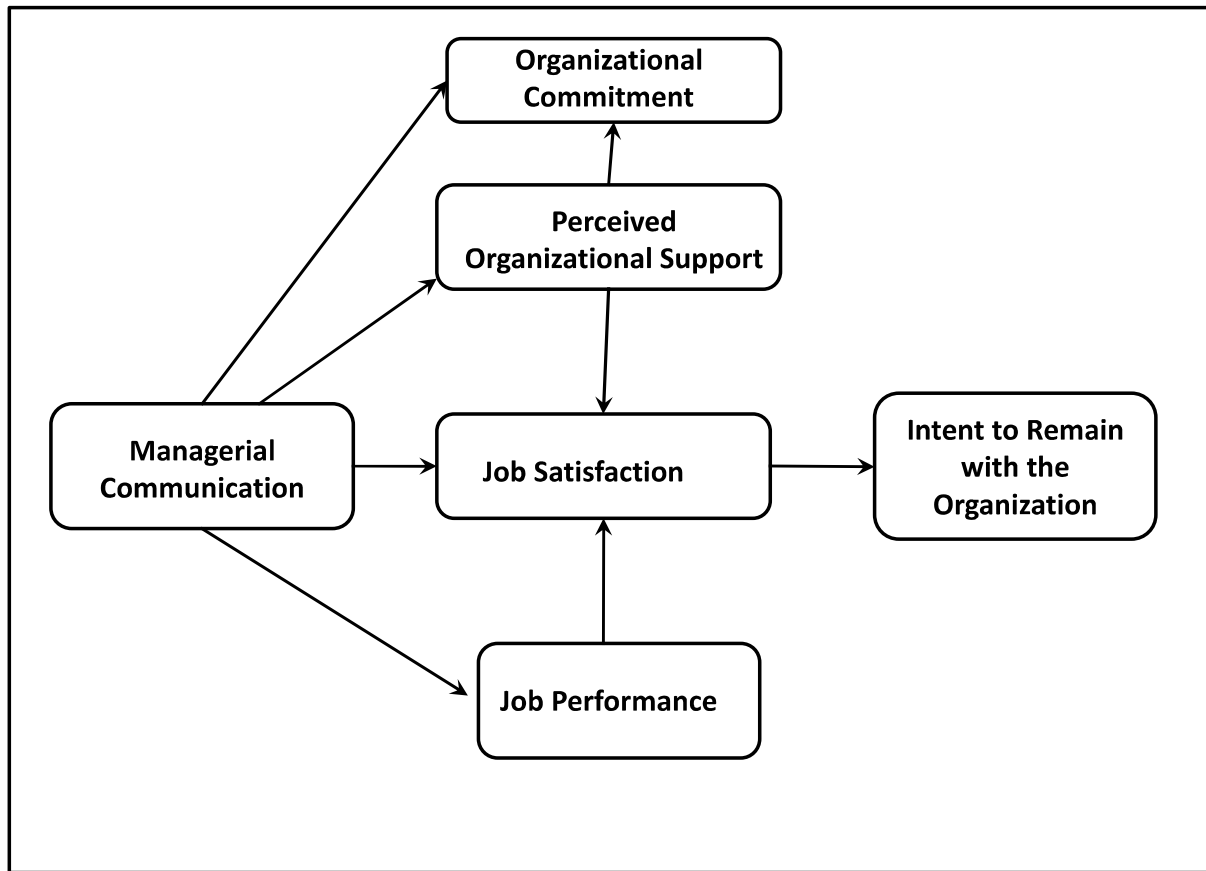 Organizational
Commitment
Perceived
Organizational Support
Managerial
Communication
Job Satisfaction
Intent to Remain
with the
Organization
Job Performance